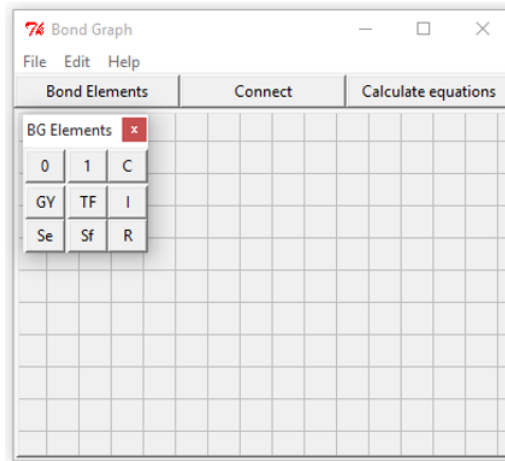 Bond Graph
File Edit Help
Bond Elements Connect Calculate equations
BG Elements x
0 1 C
GY TF I
Se Sf R